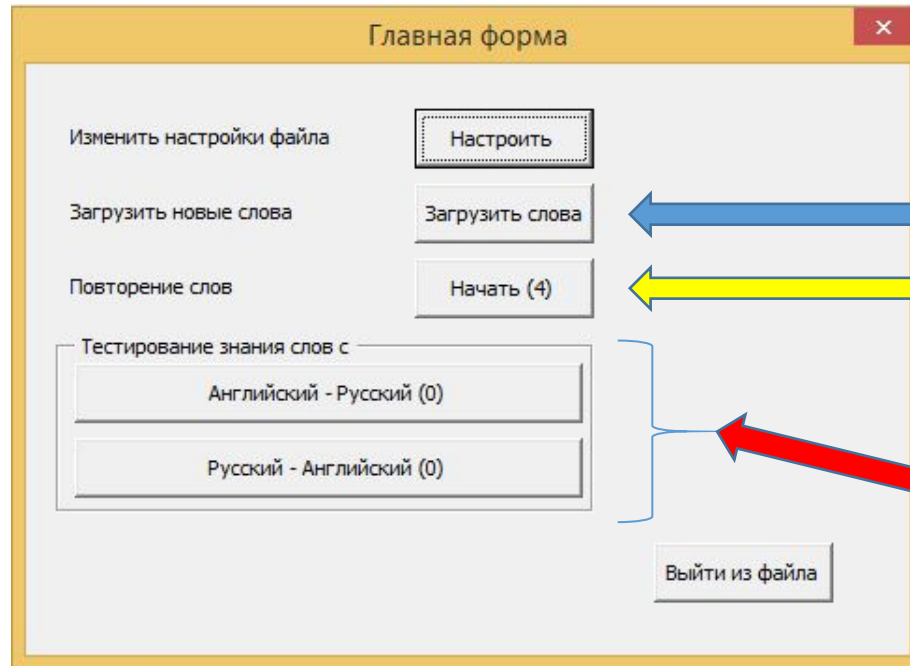 Главная форма
Изменить настройки файла
Настроить
Загрузить новые слова
Загрузить слова
Повторение слов
Начать (4)
Тестирование знания слов с
Английский - Русский (0)
Русский - Английский (0)
Выйти из файла